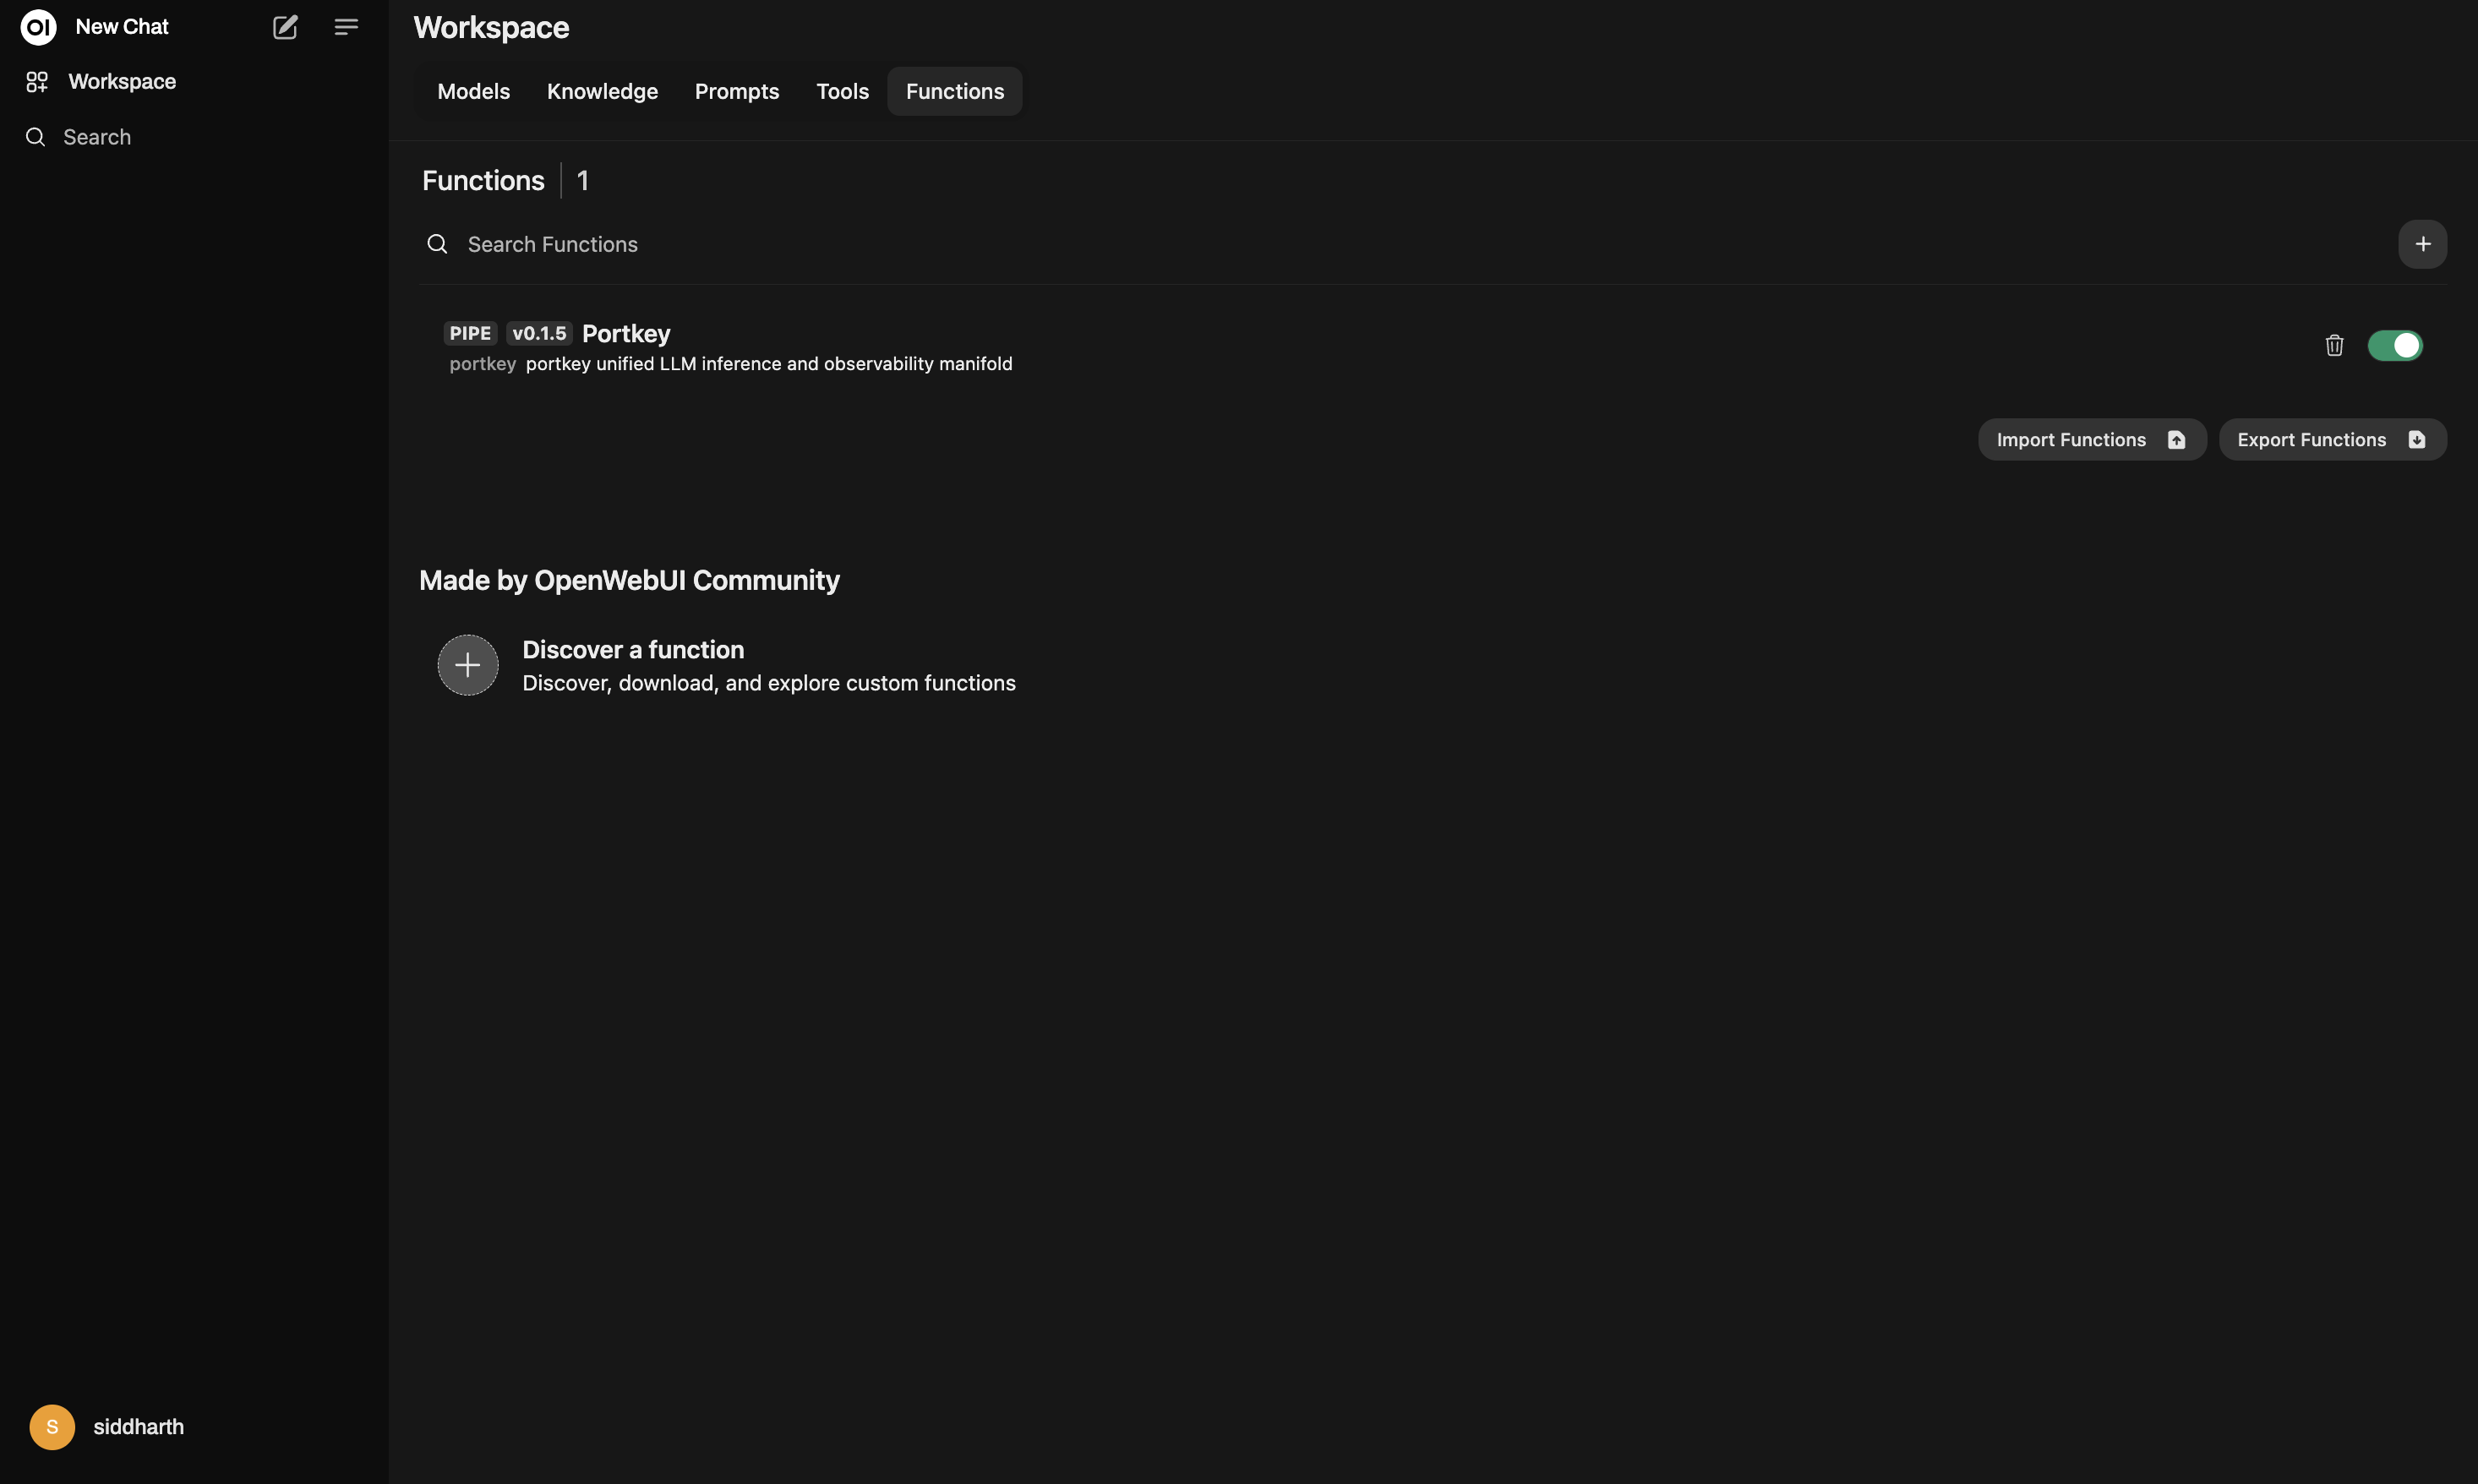 OI New Chat
Workspace
Search
Workspace
Models Knowledge Prompts Tools Functions
Functions 1
Search Functions
PIPE v0.1.5 Portkey
portkey portkey unified LLM inference and observability manifold
Import Functions Export Functions
Made by OpenWebUI Community
Discover a function
Discover, download, and explore custom functions
S siddharth